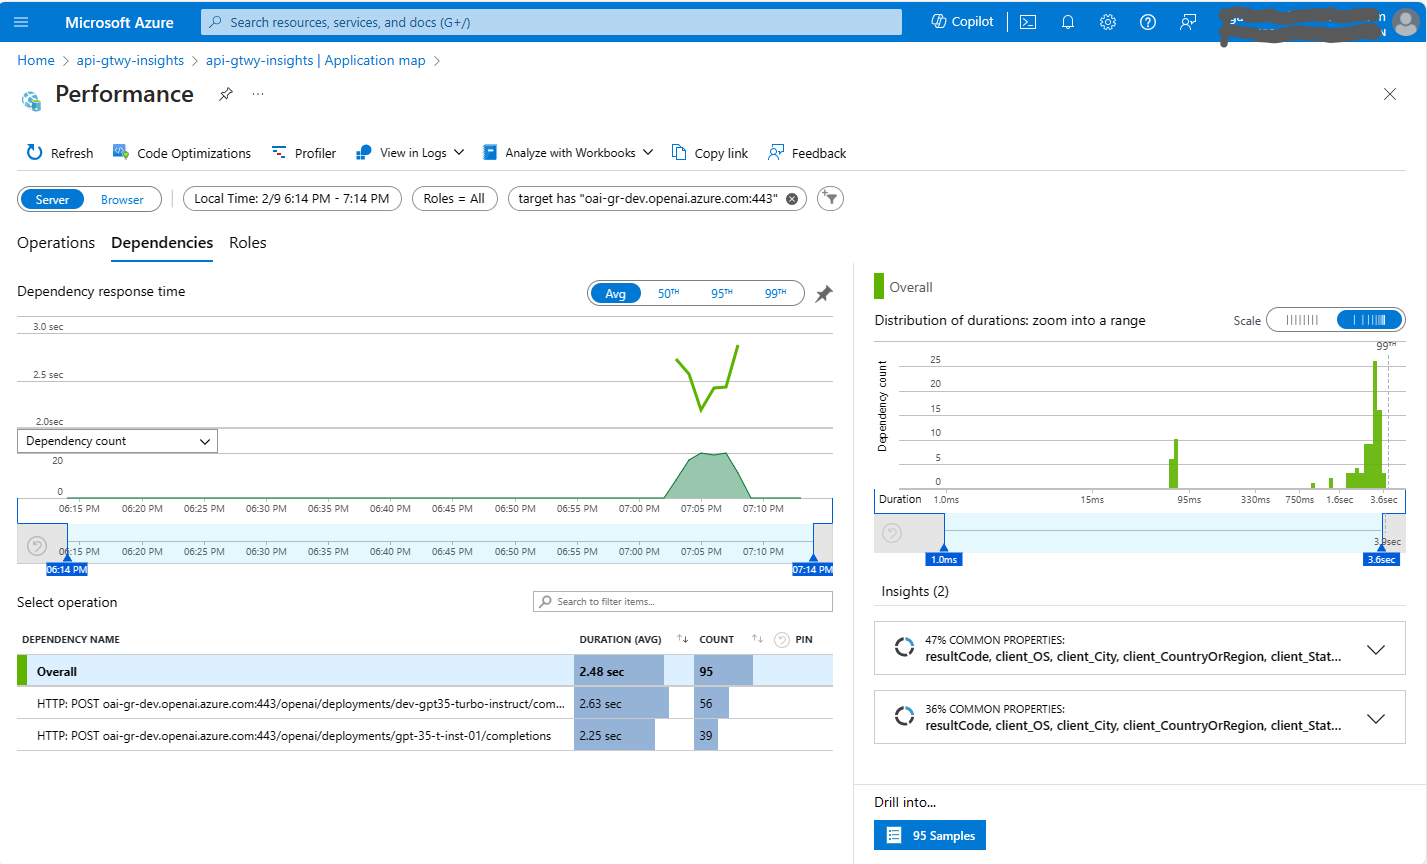 Microsoft Azure
Search resources, services, and docs (G+/)
Copilot
Home > api-gtwy-insights > api-gtwy-insights | Application map >
Performance
Refresh Code Optimizations Profiler View in Logs Analyze with Workbooks Copy link Feedback
Server Browser Local Time: 2/9 6:14 PM - 7:14 PM Roles = All target has "oai-gr-dev.openai.azure.com:443"
Operations Dependencies Roles
Dependency response time
Avg 50TH 95TH 99TH
3.0 sec
2.5 sec
2.0sec
Dependency count
20
0
06:15 PM 06:20 PM 06:25 PM 06:30 PM 06:35 PM 06:40 PM 06:45 PM 06:50 PM 06:55 PM 07:00 PM 07:05 PM 07:10 PM
06:15 PM 06:20 PM 06:25 PM 06:30 PM 06:35 PM 06:40 PM 06:45 PM 06:50 PM 06:55 PM 07:00 PM 07:05 PM 07:10 PM
06:14 PM 07:14 PM
Select operation
Search to filter items...
DEPENDENCY NAME DURATION (AVG) COUNT PIN
Overall 2.48 sec 95
HTTP: POST oai-gr-dev.openai.azure.com:443/openai/deployments/dev-gpt35-turbo-instruct/com... 2.63 sec 56
HTTP: POST oai-gr-dev.openai.azure.com:443/openai/deployments/gpt-35-t-inst-01/completions 2.25 sec 39
Overall
Distribution of durations: zoom into a range
Scale
99TH
Dependency count
25
20
15
10
5
0
Duration 1.0ms 15ms 95ms 330ms 750ms 1.6sec 3.6sec
3.9sec
1.0ms 3.6sec
Insights (2)
47% COMMON PROPERTIES:
resultCode, client_OS, client_City, client_CountryOrRegion, client_Stat...
36% COMMON PROPERTIES:
resultCode, client_OS, client_City, client_CountryOrRegion, client_Stat...
Drill into...
95 Samples